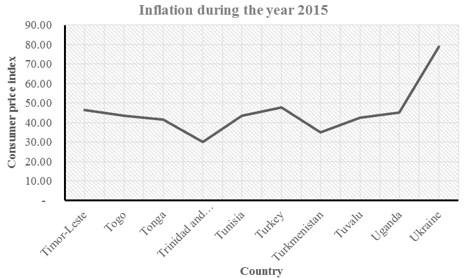 Inflation during the year 2015
Consumer price index
90.00
80.00
70.00
60.00
50.00
40.00
30.00
20.00
10.00
-
Timor-Leste
Togo
Tonga
Trinidad and...
Tunisia
Turkey
Turkmenistan
Tuvalu
Uganda
Ukraine
Country